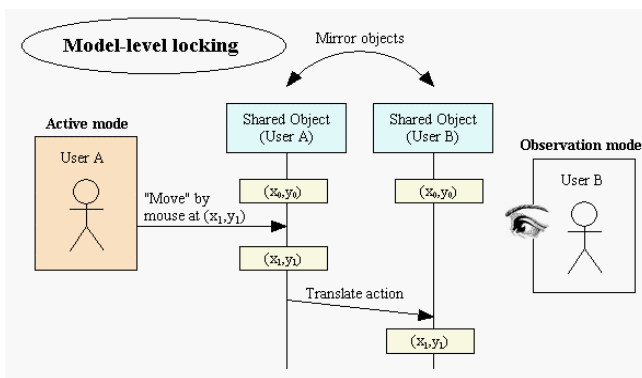 Model-level locking
Mirror objects
Active mode
User A
Shared Object
(User A)
Shared Object
(User B)
Observation mode
User B
(x₀,y₀)
(x₀,y₀)
"Move" by
mouse at (x₁,y₁)
(x₁,y₁)
Translate action
(x₁,y₁)